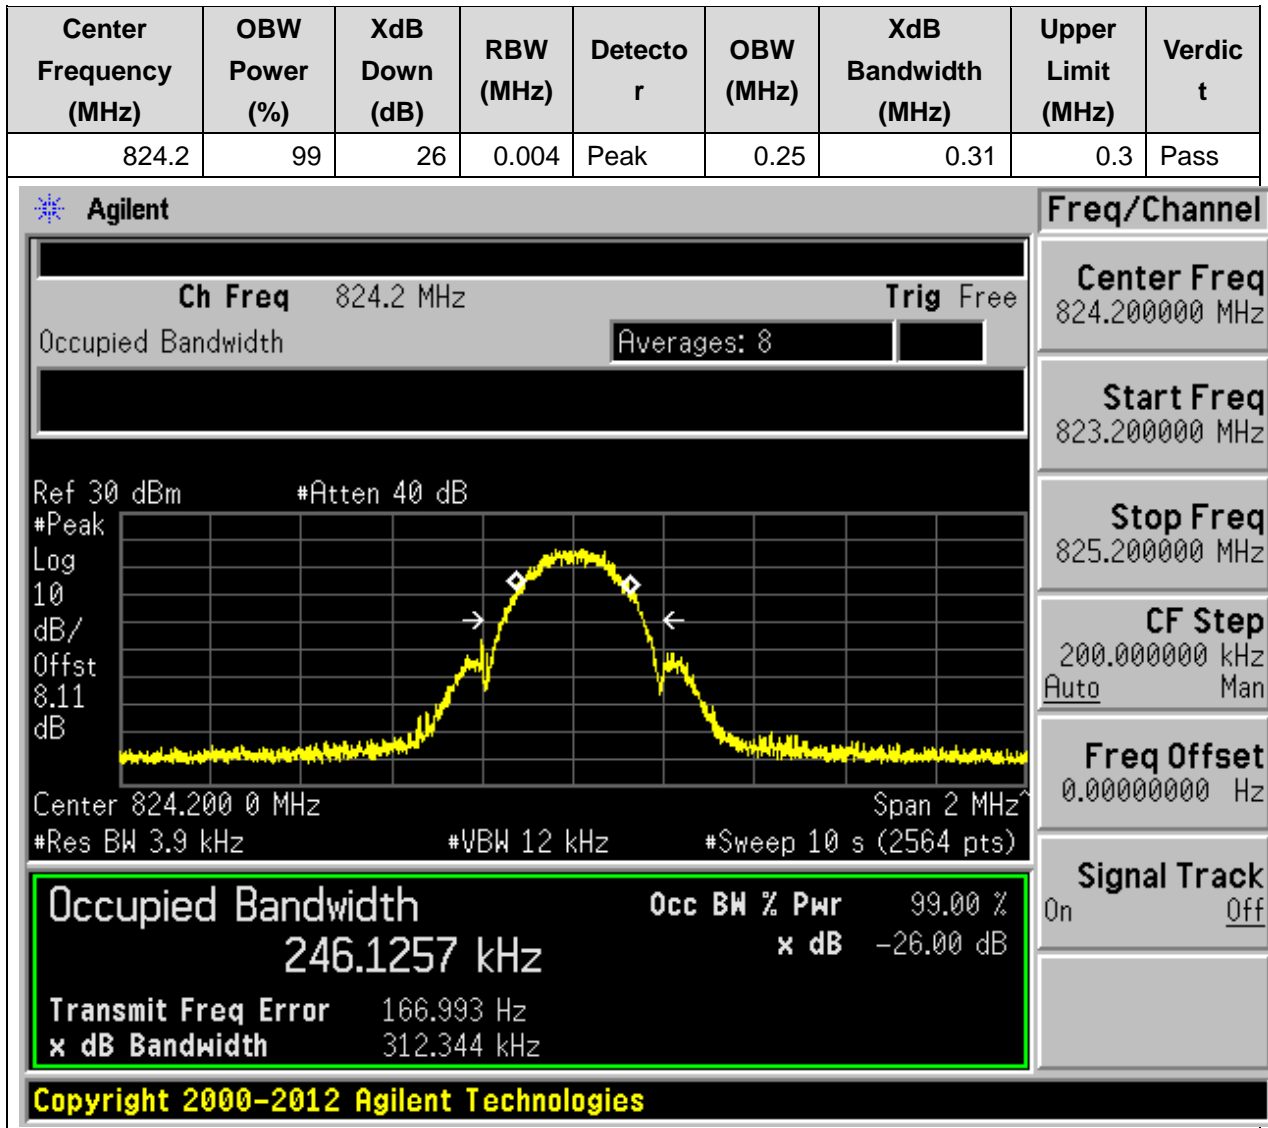 Center Frequency (MHz) OBW Power (%) XdB Down (dB) RBW (MHz) Detector OBW (MHz) XdB Bandwidth (MHz) Upper Limit (MHz) Verdict
824.2 99 26 0.004 Peak 0.25 0.31 0.3 Pass
Agilent
Freq/Channel
Ch Freq 824.2 MHz Trig Free
Occupied Bandwidth Averages: 8
Ref 30 dBm #Atten 40 dB
#Peak
Log
10
dB/
Offst
8.11
dB
Center 824.200 0 MHz Span 2 MHz^
#Res BW 3.9 kHz #VBW 12 kHz #Sweep 10 s (2564 pts)
Occupied Bandwidth
246.1257 kHz
Occ BW % Pwr 99.00 %
x dB -26.00 dB
Transmit Freq Error 166.993 Hz
x dB Bandwidth 312.344 kHz
Center Freq
824.200000 MHz
Start Freq
823.200000 MHz
Stop Freq
825.200000 MHz
CF Step
200.000000 kHz
Auto Man
Freq Offset
0.00000000 Hz
Signal Track
On Off
Copyright 2000-2012 Agilent Technologies